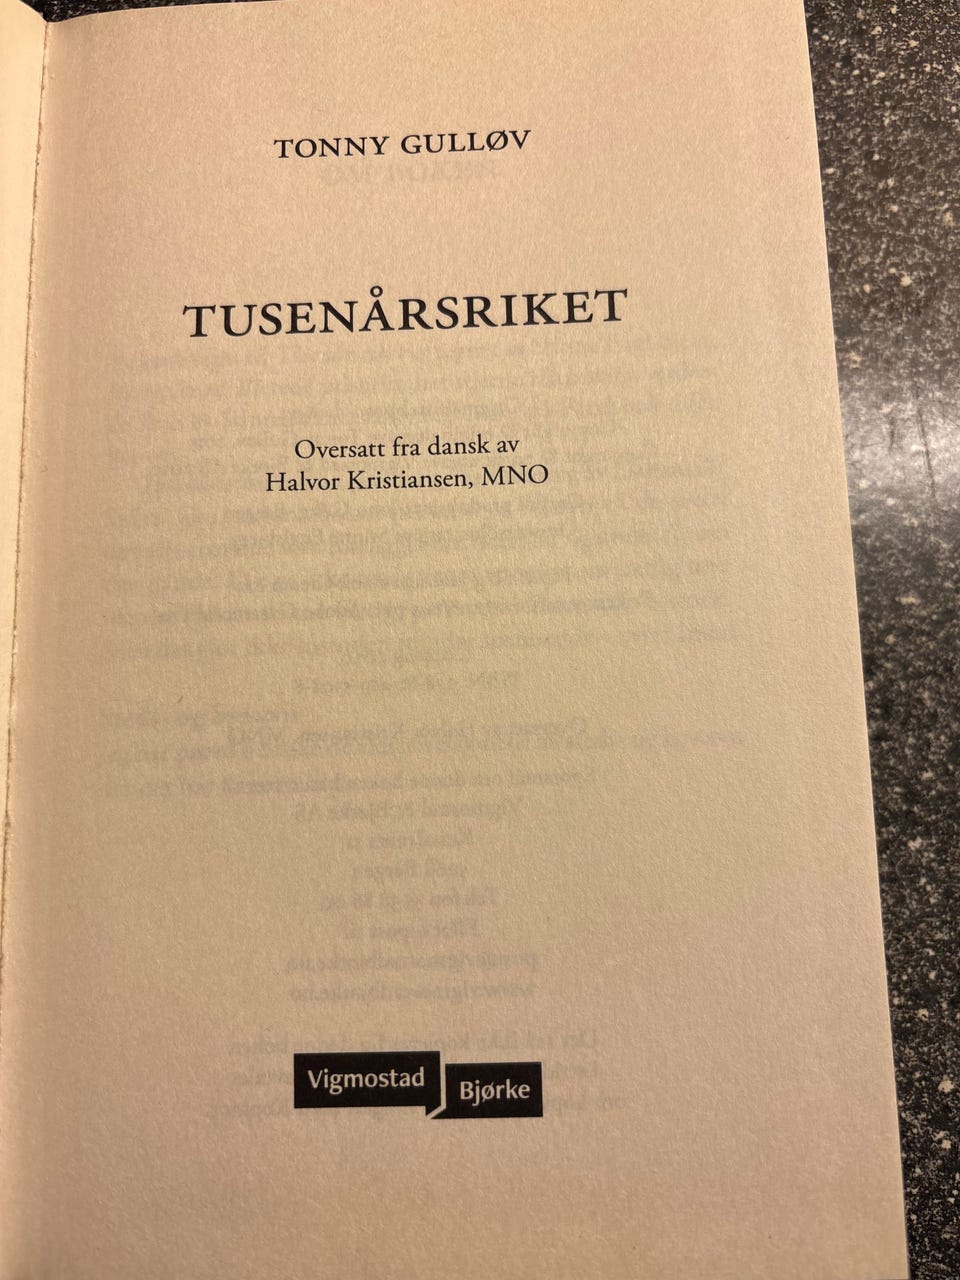 TONNY GULLØV
TUSENÅRSRIKET
Oversatt fra dansk av
Halvor Kristiansen, MNO
Vigmostad
Bjørke